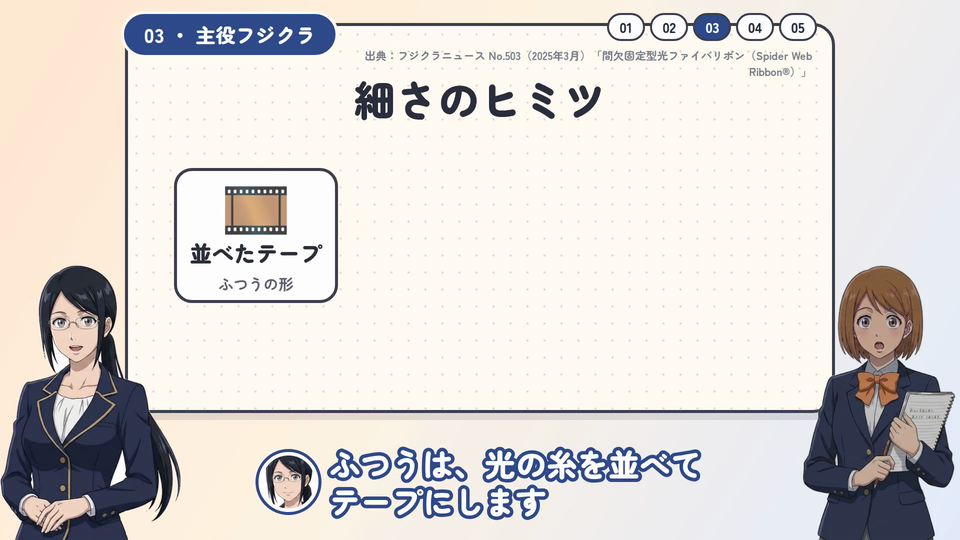 03 ・ 主役フジクラ
01 02 03 04 05
出典：フジクラニュース No.503（2025年3月）「間欠固定型光ファイバリボン（Spider Web
Ribbon®）」
細さのヒミツ
並べたテープ
ふつうの形
ふつうは、光の糸を並べて
テープにします